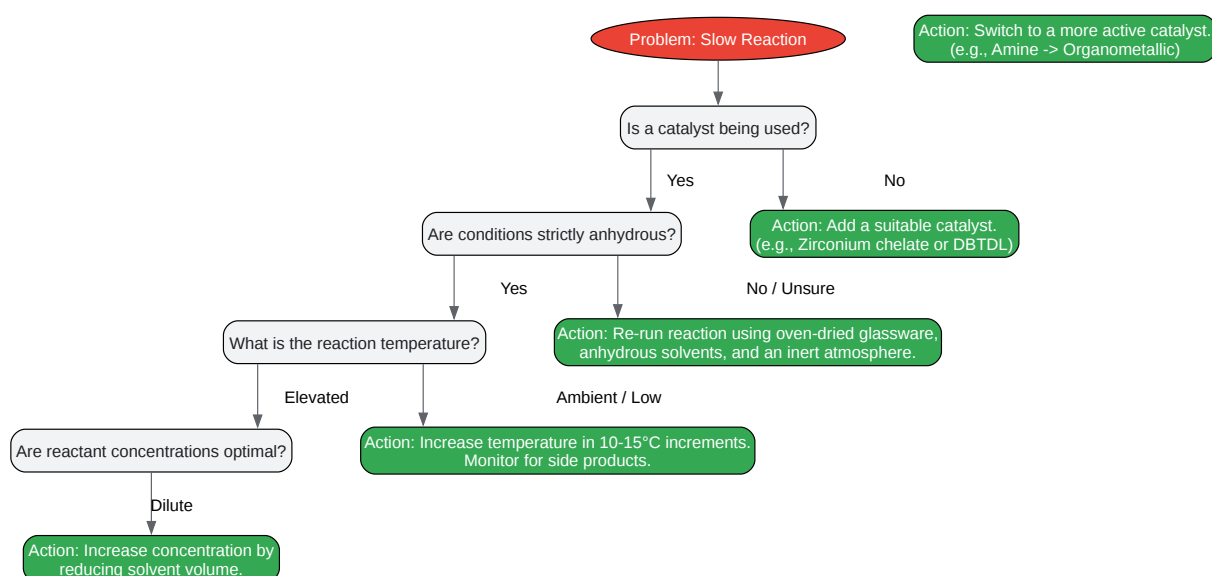 Problem: Slow Reaction
Action: Switch to a more active catalyst.
(e.g., Amine -> Organometallic)
Is a catalyst being used?
Yes
No
Are conditions strictly anhydrous?
Action: Add a suitable catalyst.
(e.g., Zirconium chelate or DBTDL)
Yes
No / Unsure
What is the reaction temperature?
Action: Re-run reaction using oven-dried glassware,
anhydrous solvents, and an inert atmosphere.
Elevated
Ambient / Low
Are reactant concentrations optimal?
Action: Increase temperature in 10-15°C increments.
Monitor for side products.
Dilute
Action: Increase concentration by
reducing solvent volume.